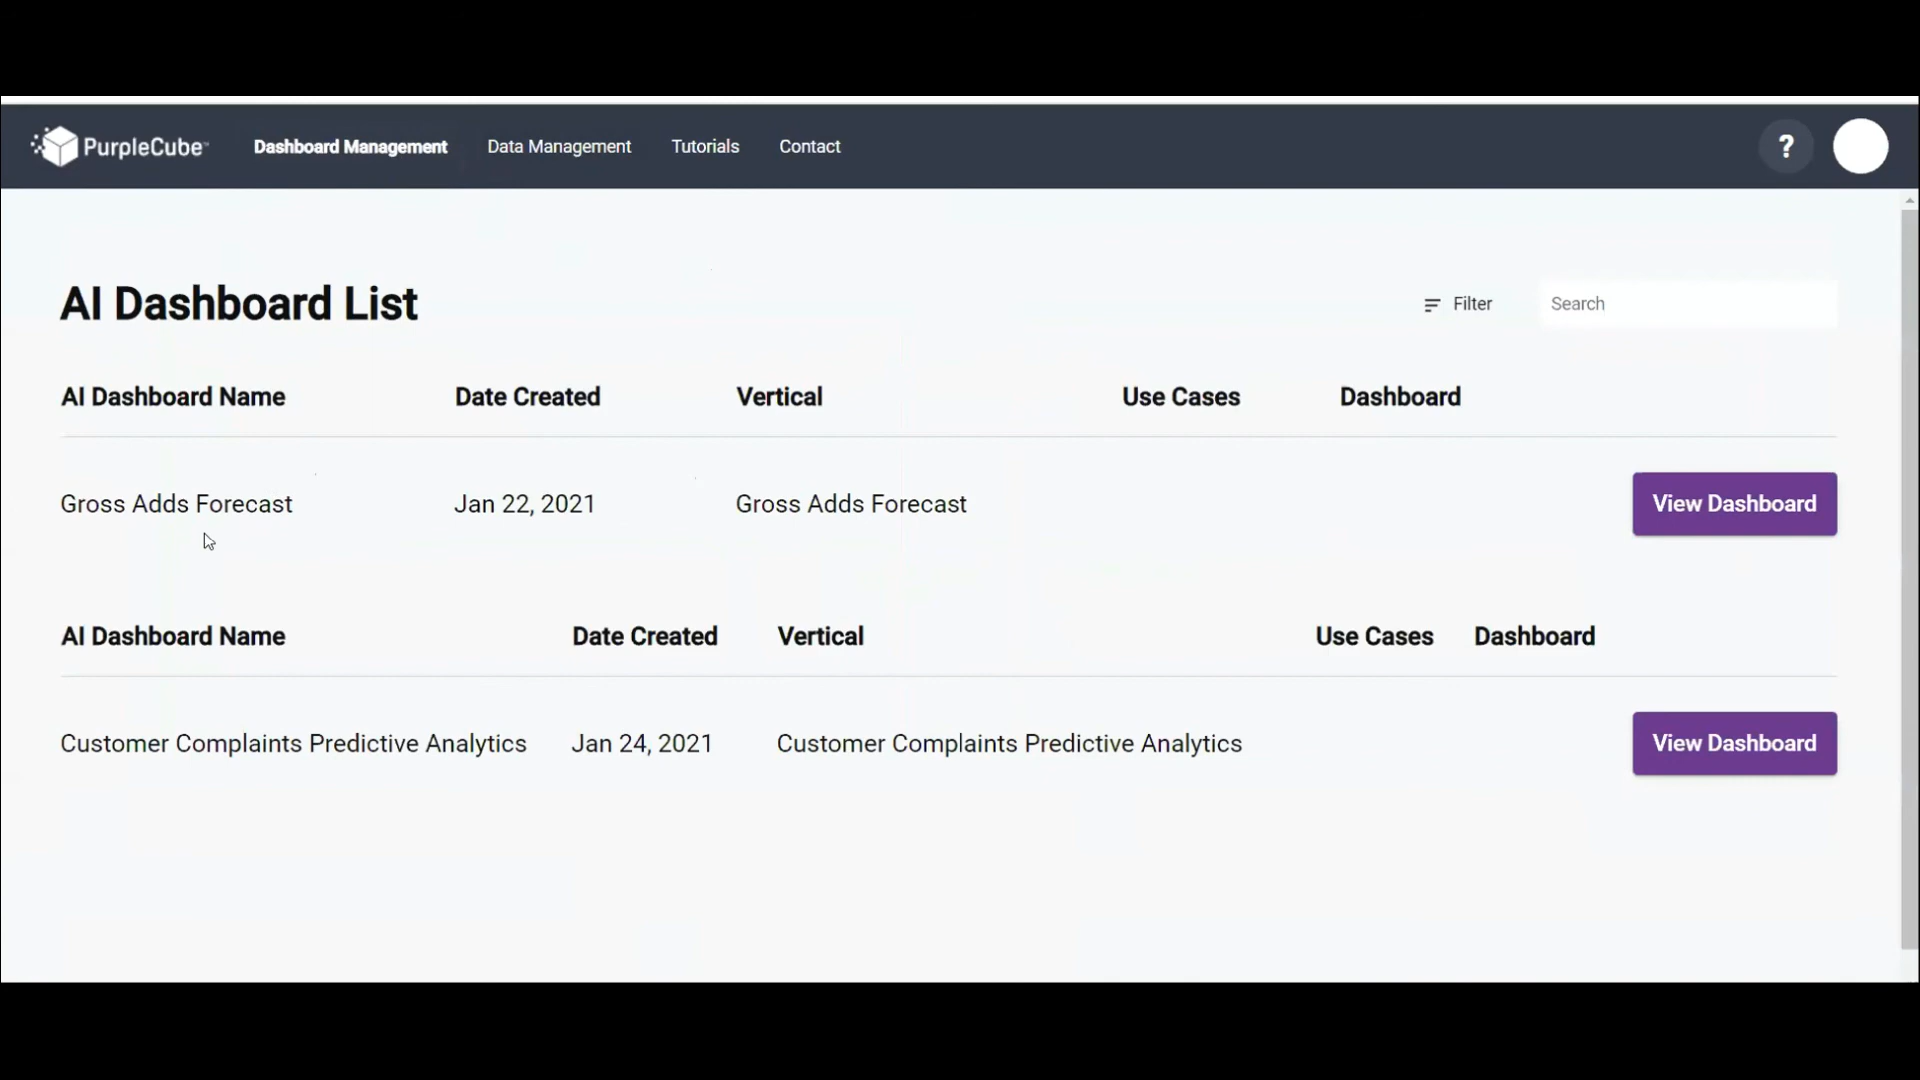 PurpleCube™ Dashboard Management Data Management Tutorials Contact ?
AI Dashboard List Filter Search
AI Dashboard Name Date Created Vertical Use Cases Dashboard
Gross Adds Forecast Jan 22, 2021 Gross Adds Forecast View Dashboard
AI Dashboard Name Date Created Vertical Use Cases Dashboard
Customer Complaints Predictive Analytics Jan 24, 2021 Customer Complaints Predictive Analytics View Dashboard